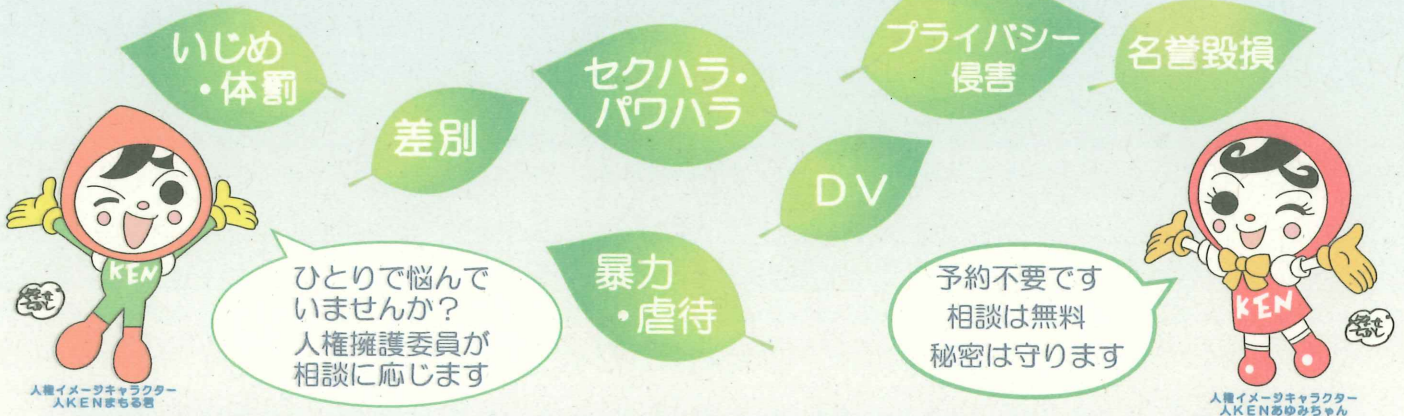 いじめ
・体罰
差別
セクハラ・
パワハラ
プライバシー
侵害
名誉毀損
DV
暴力
・虐待
ひとりで悩んで
いませんか?
人権擁護委員が
相談に応じます
予約不要です
相談は無料
秘密は守ります
KEN
人権イメージキャラクター
人KENまもる君
KEN
人権イメージキャラクター
人KENあゆみちゃん